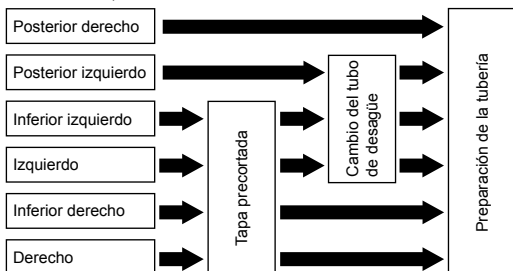 Posterior derecho
Posterior izquierdo
Inferior izquierdo
Izquierdo
Inferior derecho
Derecho
Tapa precortada
Cambio del tubo
de desagüe
Preparación de la tubería